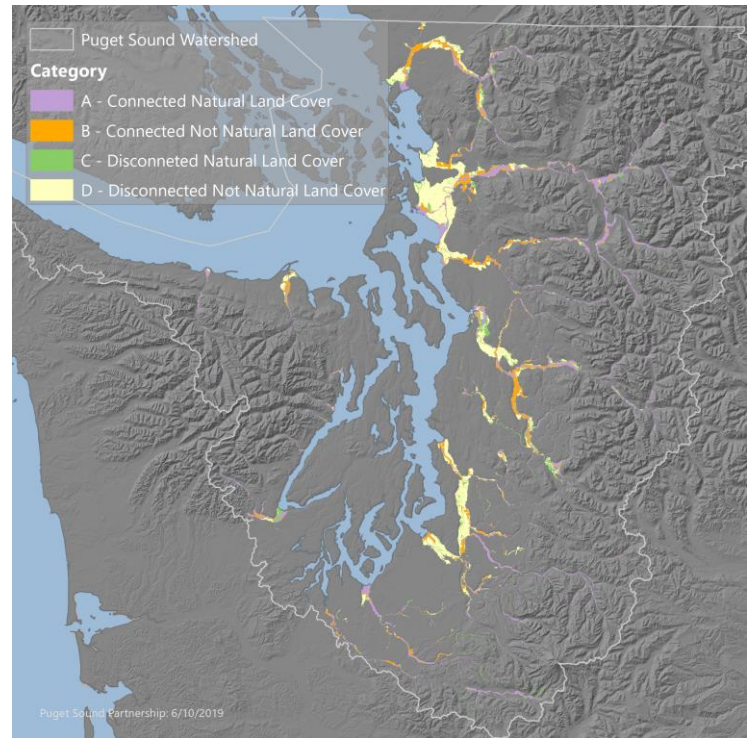 Puget Sound Watershed
Category
A - Connected Natural Land Cover
B - Connected Not Natural Land Cover
C - Disconneted Natural Land Cover
D - Disconnected Not Natural Land Cover
Puget Sound Partnership: 6/10/2019